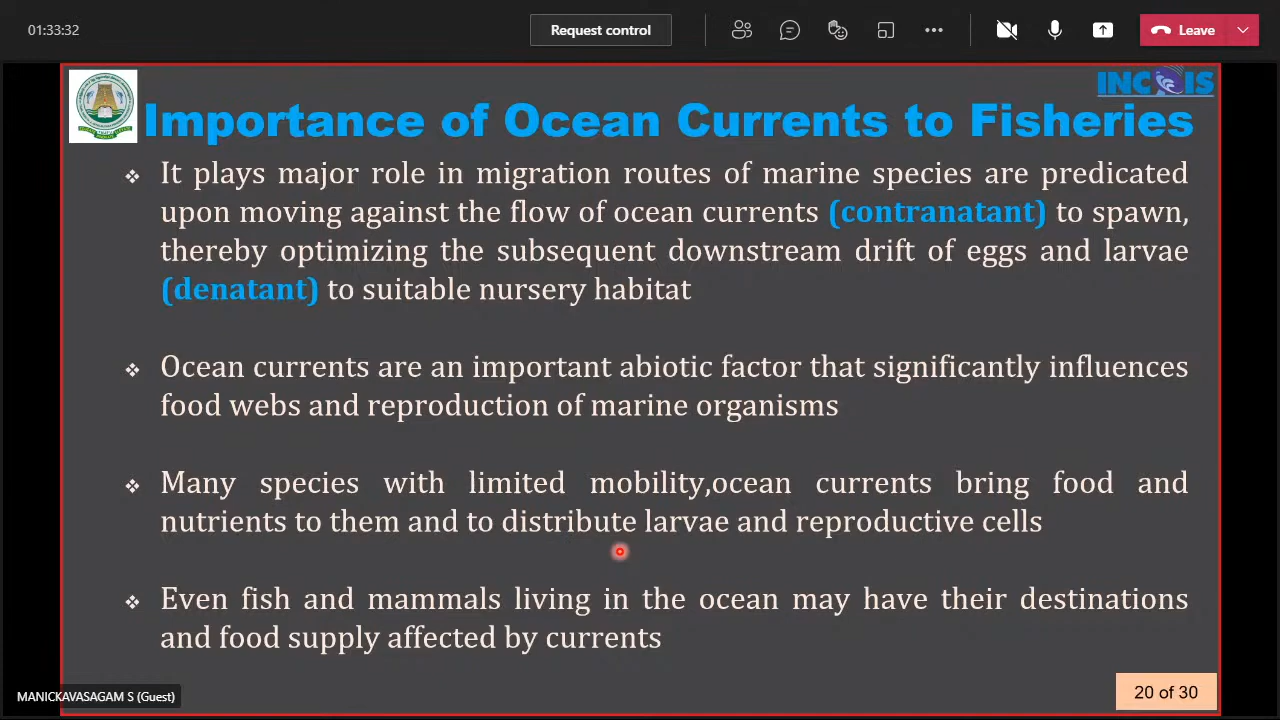 01:33:32
Request control
Leave
INCOIS
Importance of Ocean Currents to Fisheries
It plays major role in migration routes of marine species are predicated
upon moving against the flow of ocean currents (contranatant) to spawn,
thereby optimizing the subsequent downstream drift of eggs and larvae
(denatant) to suitable nursery habitat
Ocean currents are an important abiotic factor that significantly influences
food webs and reproduction of marine organisms
Many species with limited mobility,ocean currents bring food and
nutrients to them and to distribute larvae and reproductive cells
Even fish and mammals living in the ocean may have their destinations
and food supply affected by currents
MANICKAVASAGAM S (Guest)
20 of 30